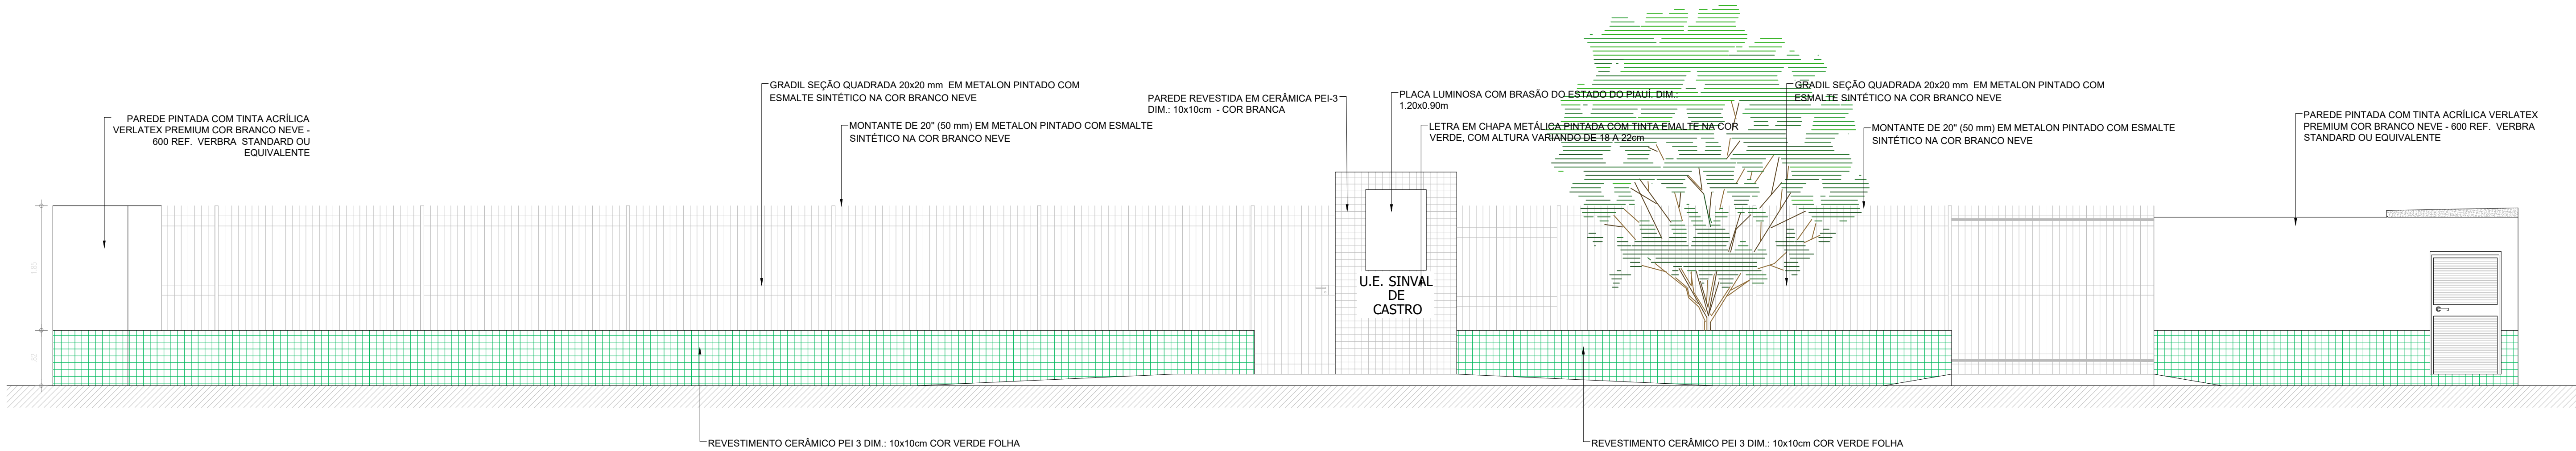 PAREDE PINTADA COM TINTA ACRÍLICA
VERLATEX PREMIUM COR BRANCO NEVE -
600 REF.  VERBRA  STANDARD OU
EQUIVALENTE
GRADIL SEÇÃO QUADRADA 20x20 mm  EM METALON PINTADO COM
ESMALTE SINTÉTICO NA COR BRANCO NEVE
MONTANTE DE 20" (50 mm) EM METALON PINTADO COM ESMALTE
SINTÉTICO NA COR BRANCO NEVE
PAREDE REVESTIDA EM CERÂMICA PEI-3
DIM.: 10x10cm  - COR BRANCA
PLACA LUMINOSA COM BRASÃO DO ESTADO DO PIAUÍ. DIM.:
1.20x0.90m
LETRA EM CHAPA METÁLICA PINTADA COM TINTA EMALTE NA COR
VERDE, COM ALTURA VARIANDO DE 18 A 22cm
GRADIL SEÇÃO QUADRADA 20x20 mm  EM METALON PINTADO COM
ESMALTE SINTÉTICO NA COR BRANCO NEVE
MONTANTE DE 20" (50 mm) EM METALON PINTADO COM ESMALTE
SINTÉTICO NA COR BRANCO NEVE
PAREDE PINTADA COM TINTA ACRÍLICA VERLATEX
PREMIUM COR BRANCO NEVE - 600 REF.  VERBRA
STANDARD OU EQUIVALENTE
U.E. SINVAL
DE
CASTRO
REVESTIMENTO CERÂMICO PEI 3 DIM.: 10x10cm COR VERDE FOLHA
REVESTIMENTO CERÂMICO PEI 3 DIM.: 10x10cm COR VERDE FOLHA